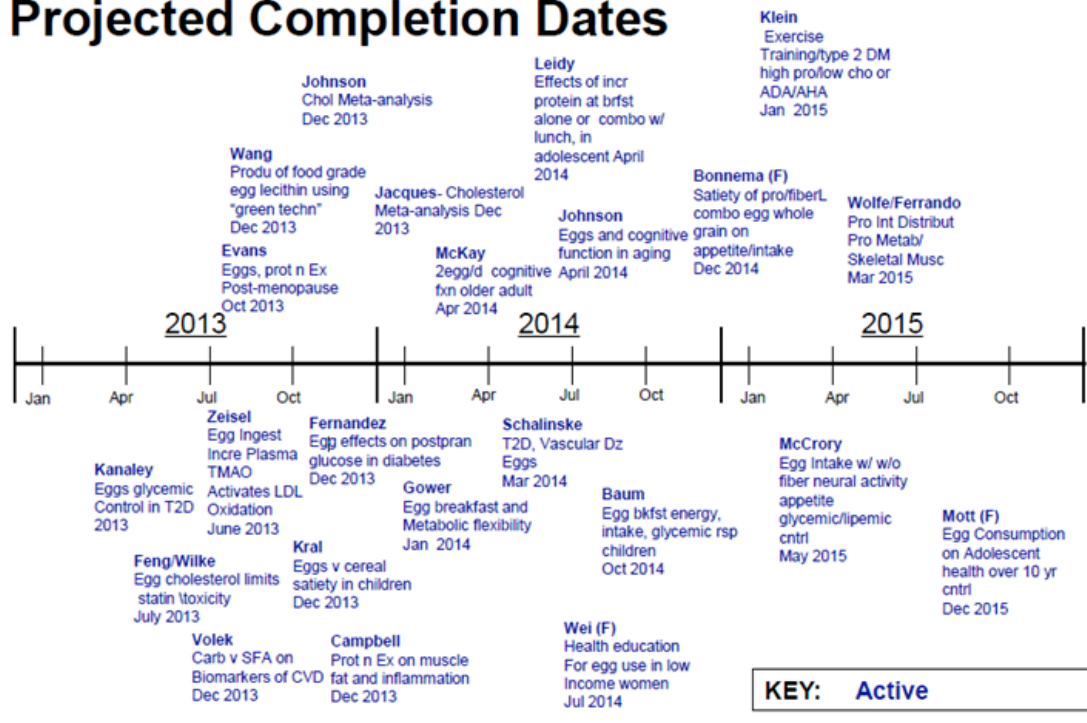 Projected Completion Dates
Klein
Exercise
Training/type 2 DM
high pro/low cho or
ADA/AHA
Jan 2015
Leidy
Effects of incr
protein at brfst
alone or combo w/
lunch, in
adolescent April
2014
Johnson
Chol Meta-analysis
Dec 2013
Wang
Produ of food grade
egg lecithin using
"green techn"
Dec 2013
Jacques- Cholesterol
Meta-analysis Dec
2013
Bonnema (F)
Satiety of pro/fiberL
combo egg whole
grain on
appetite/intake
Dec 2014
Wolfe/Ferrando
Pro Int Distribut
Pro Metab/
Skeletal Musc
Mar 2015
Johnson
Eggs and cognitive
function in aging
April 2014
Evans
Eggs, prot n Ex
Post-menopause
Oct 2013
McKay
2egg/d cognitive
fxn older adult
Apr 2014
2013 2014 2015
Jan Apr Jul Oct Jan Apr Jul Oct Jan Apr Jul Oct
Zeisel
Egg Ingest
Incre Plasma
TMAO
Activates LDL
Oxidation
June 2013
Fernandez
Egg effects on postpran
glucose in diabetes
Dec 2013
Schalinske
T2D, Vascular Dz
Eggs
Mar 2014
McCrory
Egg Intake w/ w/o
fiber neural activity
appetite
glycemic/lipemic
cntrl
May 2015
Kanaley
Eggs glycemic
Control in T2D
2013
Gower
Egg breakfast and
Metabolic flexibility
Jan 2014
Baum
Egg bkfst energy,
intake, glycemic rsp
children
Oct 2014
Mott (F)
Egg Consumption
on Adolescent
health over 10 yr
cntrl
Dec 2015
Feng/Wilke
Egg cholesterol limits
statin \toxicity
July 2013
Kral
Eggs v cereal
satiety in children
Dec 2013
Volek
Carb v SFA on
Biomarkers of CVD
Dec 2013
Campbell
Prot n Ex on muscle
fat and inflammation
Dec 2013
Wei (F)
Health education
For egg use in low
Income women
Jul 2014
KEY: Active